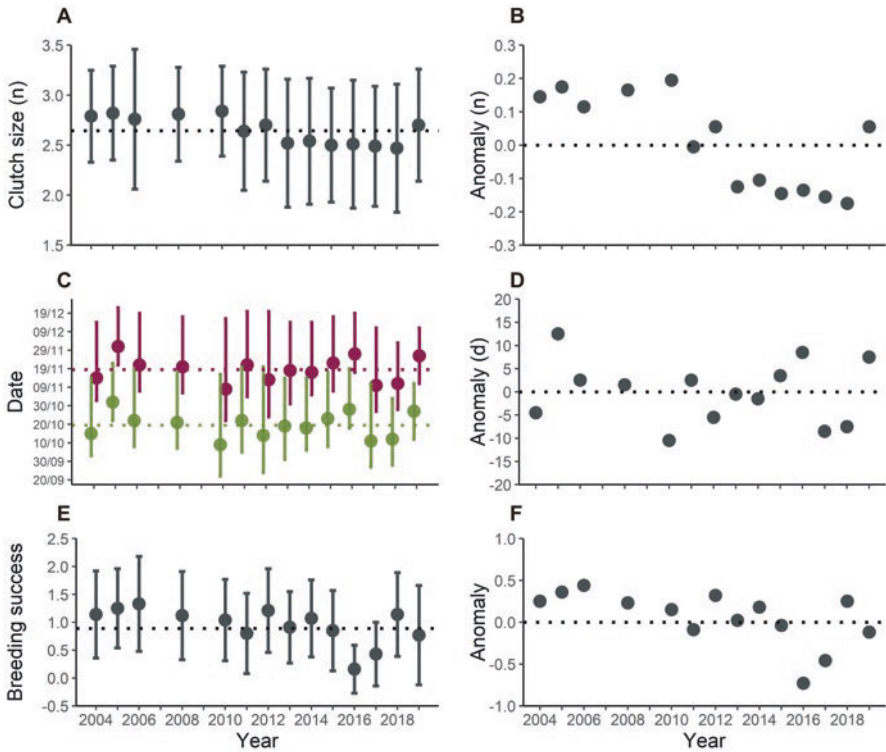 A
Clutch size (n)
3.5
3.0
2.5
2.0
1.5
B
Anomaly (n)
0.3
0.2
0.1
0.0
-0.1
-0.2
-0.3
C
Date
19/12
09/12
29/11
19/11
09/11
30/10
20/10
10/10
30/09
20/09
D
Anomaly (d)
20
15
10
5
0
-5
-10
-15
-20
E
Breeding success
2.5
2.0
1.5
1.0
0.5
0.0
-0.5
2004 2006 2008 2010 2012 2014 2016 2018
Year
F
Anomaly
1.0
0.5
0.0
-0.5
-1.0
2004 2006 2008 2010 2012 2014 2016 2018
Year